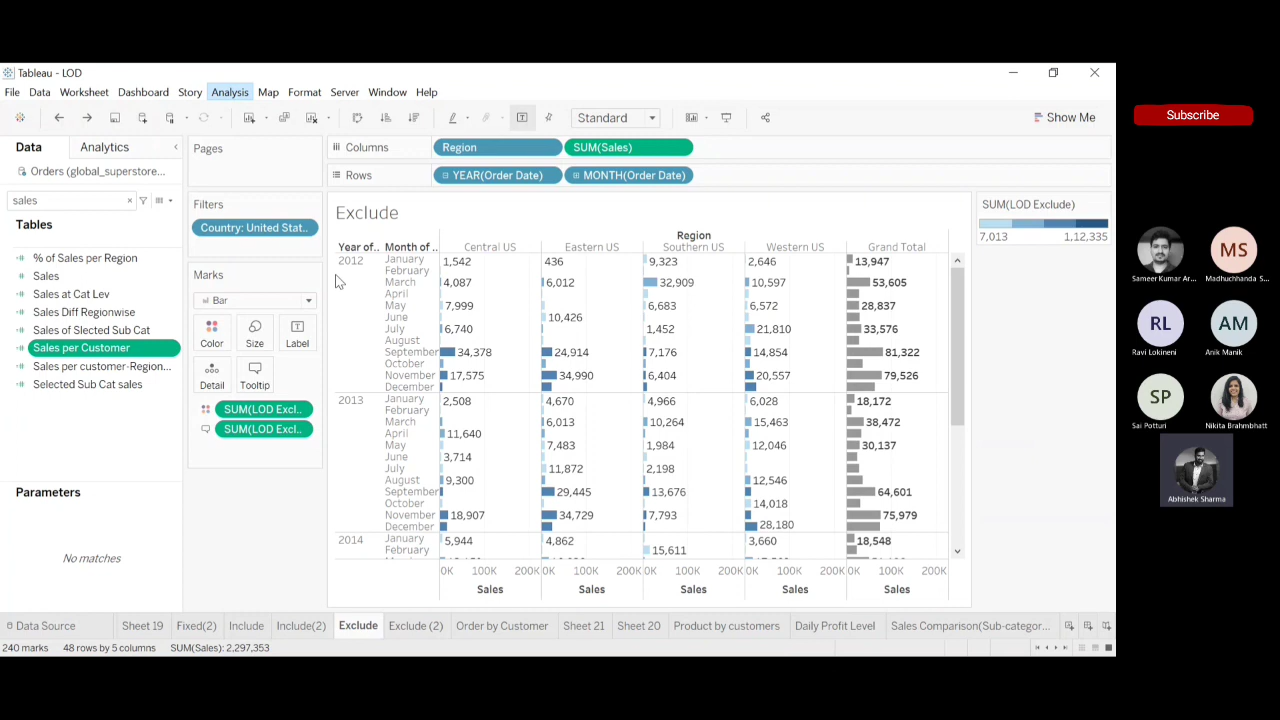 Tableau - LOD
File Data Worksheet Dashboard Story Analysis Map Format Server Window Help
Standard
Show Me
Data Analytics
Orders (global_superstore...
sales
Tables
% of Sales per Region
Sales
Sales at Cat Lev
Sales Diff Regionwise
Sales of Slected Sub Cat
Sales per Customer
Sales per customer-Region...
Selected Sub Cat sales
Parameters
No matches
Pages
Filters
Country: United Stat..
Marks
Bar
Color Size Label
Detail Tooltip
SUM(LOD Excl..
SUM(LOD Excl..
Columns Region SUM(Sales)
Rows YEAR(Order Date) MONTH(Order Date)
Exclude
Region
Year of.. Month of .. Central US Eastern US Southern US Western US Grand Total
2012 January 1,542 436 9,323 2,646 13,947
February
March 4,087 6,012 32,909 10,597 53,605
April
May 7,999 6,683 6,572 28,837
June 10,426
July 6,740 1,452 21,810 33,576
August
September 34,378 24,914 7,176 14,854 81,322
October
November 17,575 34,990 6,404 20,557 79,526
December
2013 January 2,508 4,670 4,966 6,028 18,172
February
March 6,013 10,264 15,463 38,472
April 11,640
May 7,483 1,984 12,046 30,137
June 3,714
July 11,872 2,198
August 9,300 12,546
September 29,445 13,676 64,601
October 14,018
November 18,907 34,729 7,793 75,979
December 28,180
2014 January 5,944 4,862 3,660 18,548
February 15,611
0K 100K 200K 0K 100K 200K 0K 100K 200K 0K 100K 200K 0K 100K 200K
Sales Sales Sales Sales Sales
SUM(LOD Exclude)
7,013 1,12,335
Data Source Sheet 19 Fixed(2) Include Include(2) Exclude Exclude (2) Order by Customer Sheet 21 Sheet 20 Product by customers Daily Profit Level Sales Comparison(Sub-categor...
240 marks 48 rows by 5 columns SUM(Sales): 2,297,353
Subscribe
MS
Sameer Kumar Ar... Madhuchhanda S...
RL AM
Ravi Lokineni Anik Manik
SP
Sai Potturi Nikita Brahmbhatt
Abhishek Sharma